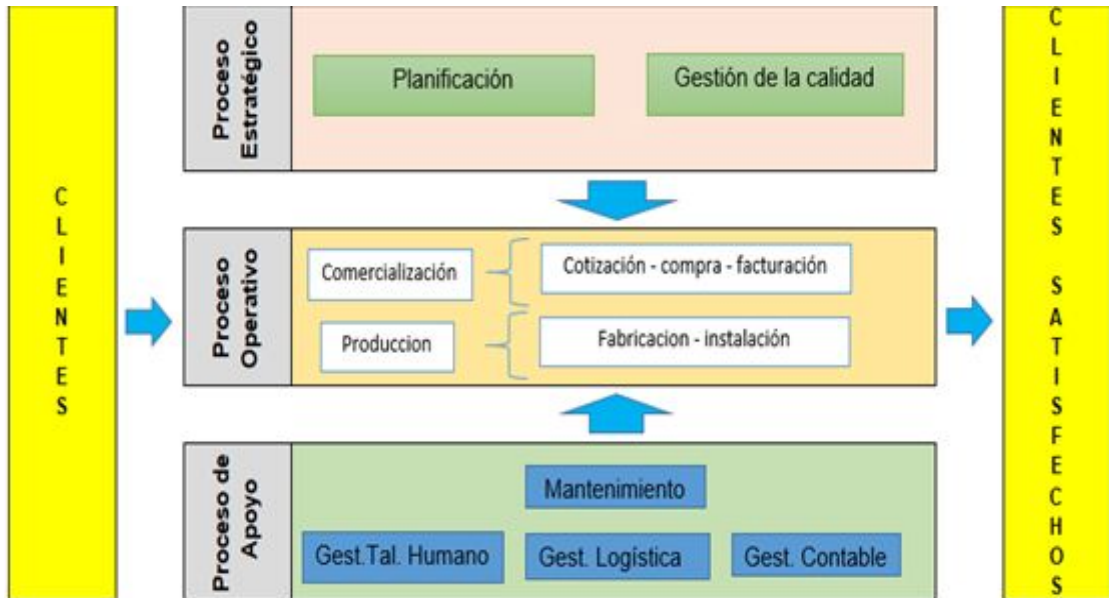 CLIENTES
Proceso
Estratégico
Planificación
Gestión de la calidad
Proceso
Operativo
Comercialización
Cotización - compra - facturación
Produccion
Fabricacion - instalación
Proceso de
Apoyo
Mantenimiento
Gest.Tal. Humano
Gest. Logística
Gest. Contable
CLIENTES SATISFECHOS